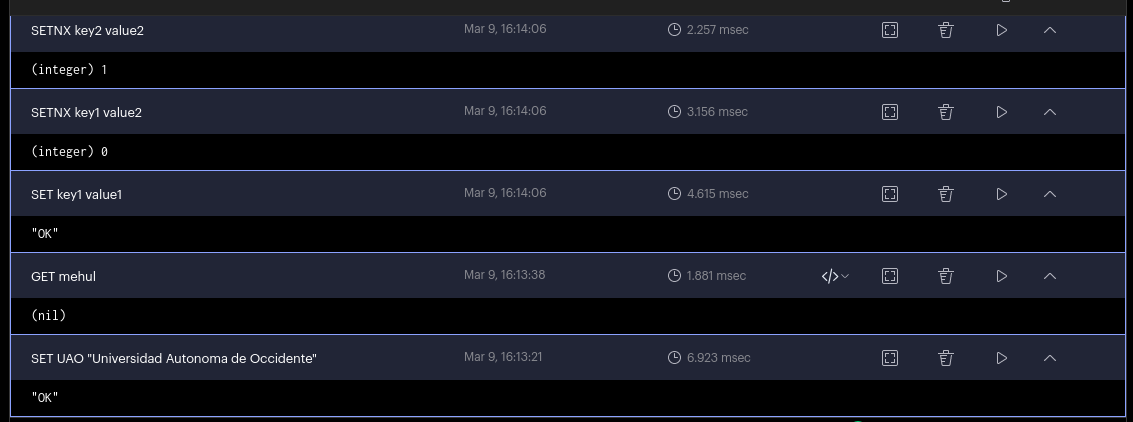 SETNX key2 value2 Mar 9, 16:14:06 2.257 msec
(integer) 1
SETNX key1 value2 Mar 9, 16:14:06 3.156 msec
(integer) 0
SET key1 value1 Mar 9, 16:14:06 4.615 msec
"OK"
GET mehul Mar 9, 16:13:38 1.881 msec </>
(nil)
SET UAO "Universidad Autonoma de Occidente" Mar 9, 16:13:21 6.923 msec
"OK"